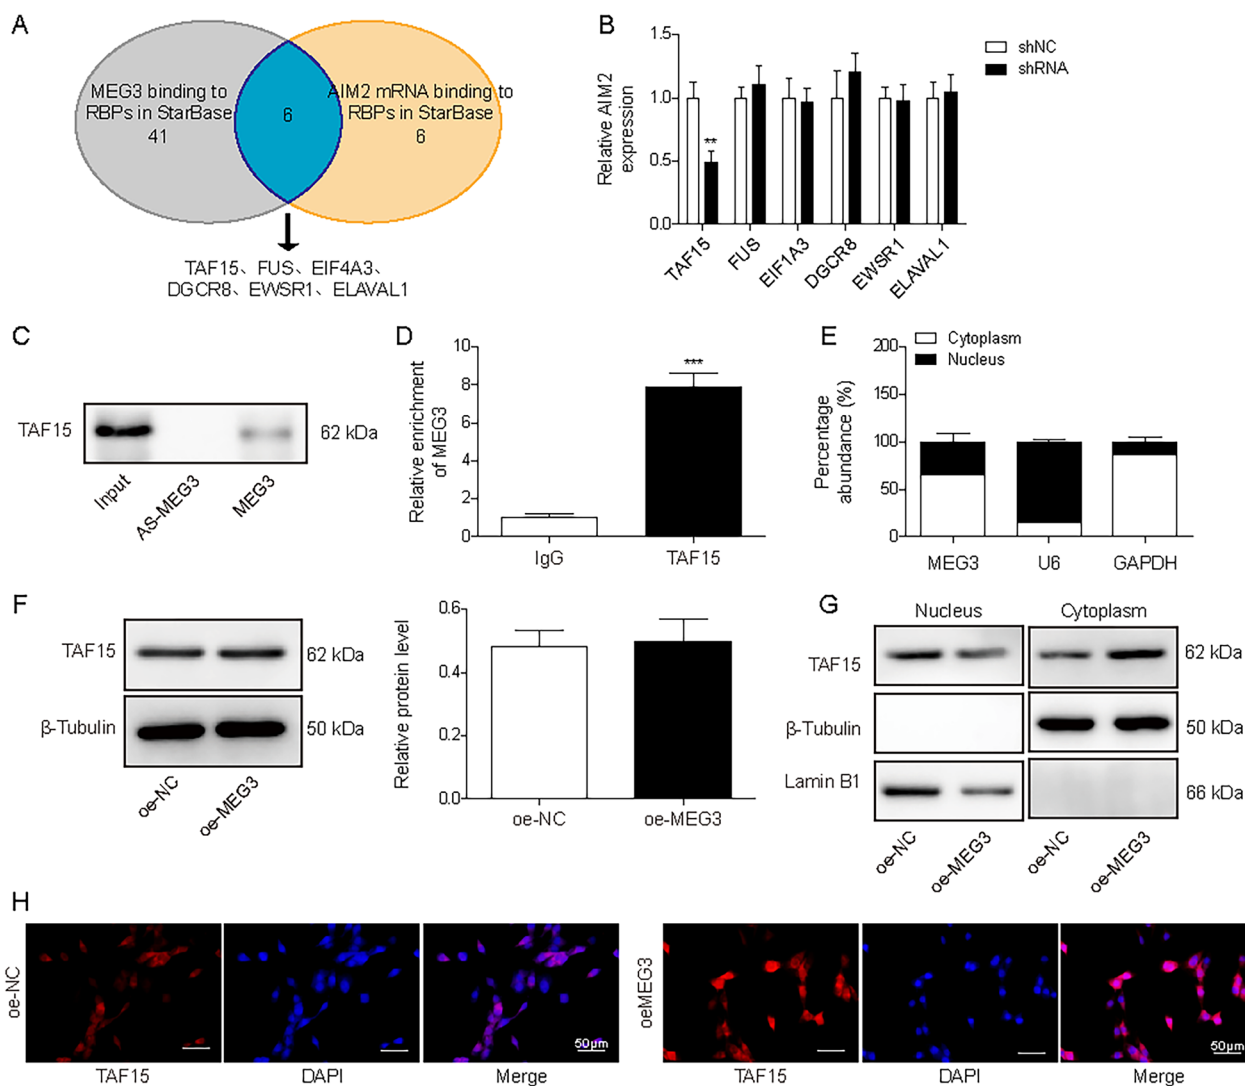 A
MEG3 binding to
RBPs in StarBase
41
6
AIM2 mRNA binding to
RBPs in StarBase
6
TAF15、FUS、EIF4A3、
DGCR8、EWSR1、ELAVAL1
B
Relative AIM2
expression
1.5
1.0
0.5
0.0
shNC
shRNA
**
TAF15
FUS
EIF1A3
DGCR8
EWSR1
ELAVAL1
C
TAF15
62 kDa
Input
AS-MEG3
MEG3
D
Relative enrichment
of MEG3
10
8
6
4
2
0
***
IgG
TAF15
E
Percentage
abundance (%)
200
150
100
50
0
Cytoplasm
Nucleus
MEG3
U6
GAPDH
F
TAF15
62 kDa
β-Tubulin
50 kDa
oe-NC
oe-MEG3
Relative protein level
0.6
0.4
0.2
0.0
oe-NC
oe-MEG3
G
Nucleus
Cytoplasm
TAF15
62 kDa
β-Tubulin
50 kDa
Lamin B1
66 kDa
oe-NC
oe-MEG3
oe-NC
oe-MEG3
H
oe-NC
50μm
TAF15
DAPI
Merge
oeMEG3
50μm
TAF15
DAPI
Merge